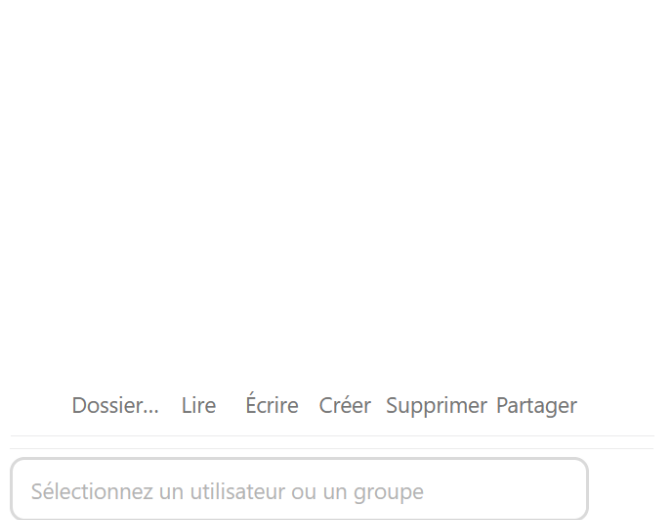 Dossier... Lire Écrire Créer Supprimer Partager
Sélectionnez un utilisateur ou un groupe